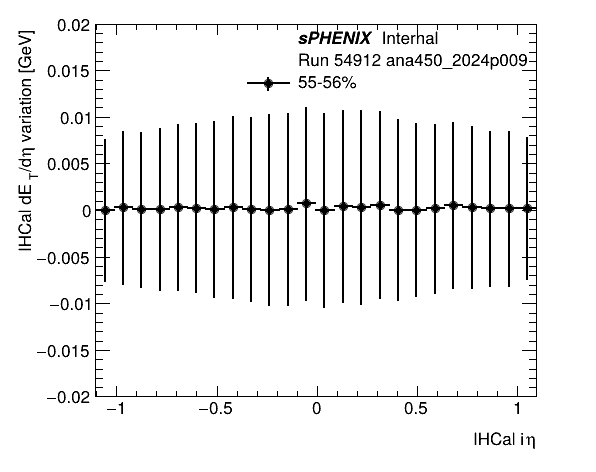 sPHENIX Internal
Run 54912 ana450_2024p009
55-56%
IHCal dE_T/dη variation [GeV]
0.02
0.015
0.01
0.005
0
−0.005
−0.01
−0.015
−0.02
−1 −0.5 0 0.5 1
IHCal iη